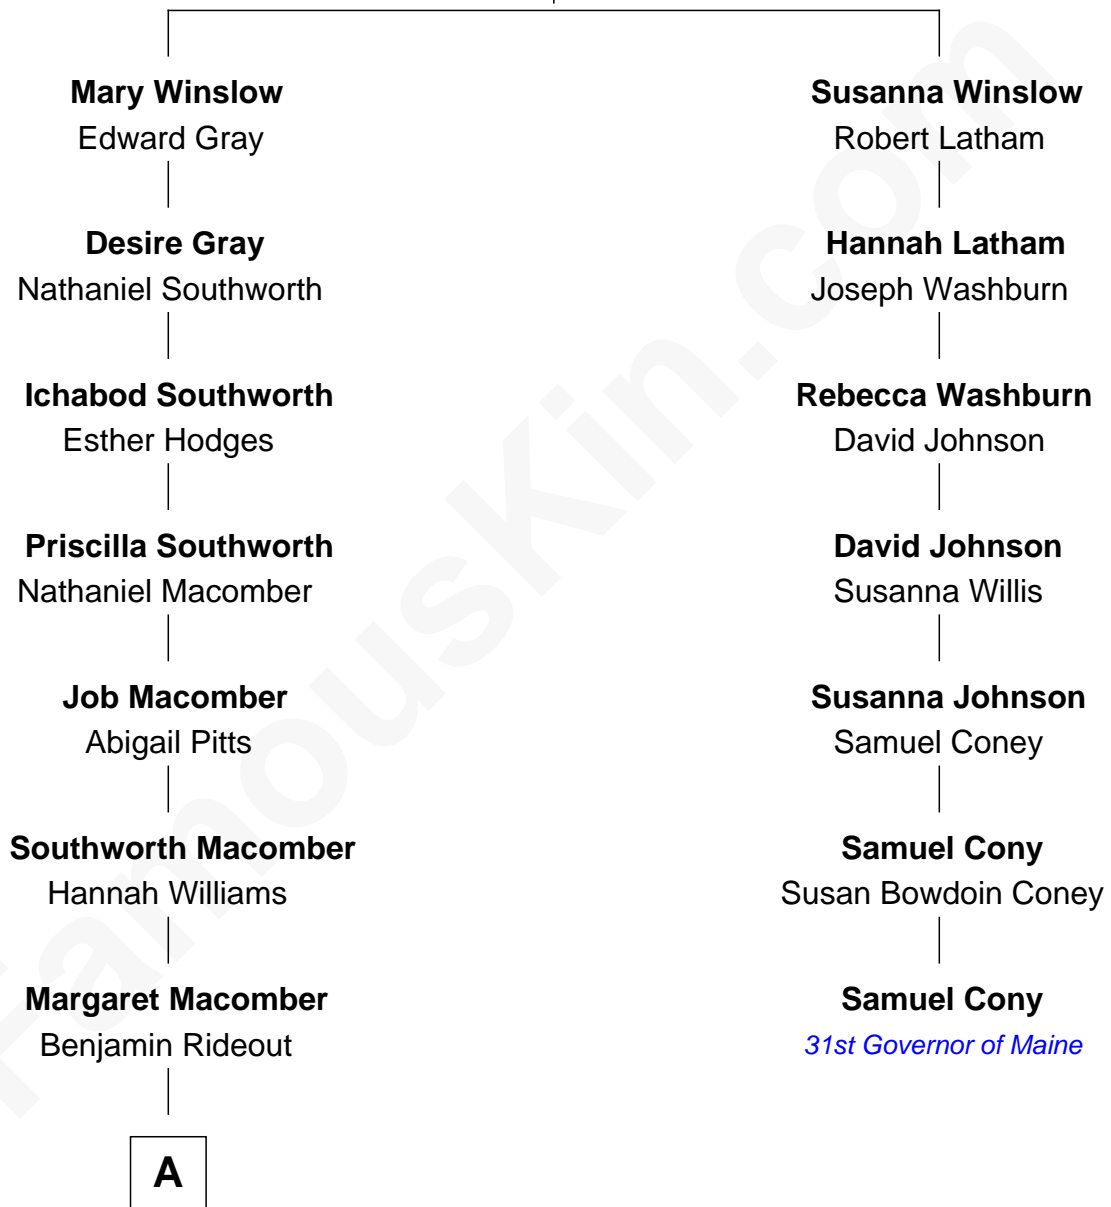 Mary Winslow
Edward Gray
Desire Gray
Nathaniel Southworth
Ichabod Southworth
Esther Hodges
Priscilla Southworth
Nathaniel Macomber
Job Macomber
Abigail Pitts
Southworth Macomber
Hannah Williams
Margaret Macomber
Benjamin Rideout
A
Susanna Winslow
Robert Latham
Hannah Latham
Joseph Washburn
Rebecca Washburn
David Johnson
David Johnson
Susanna Willis
Susanna Johnson
Samuel Coney
Samuel Cony
Susan Bowdoin Coney
Samuel Cony
31st Governor of Maine
FamousKin.com